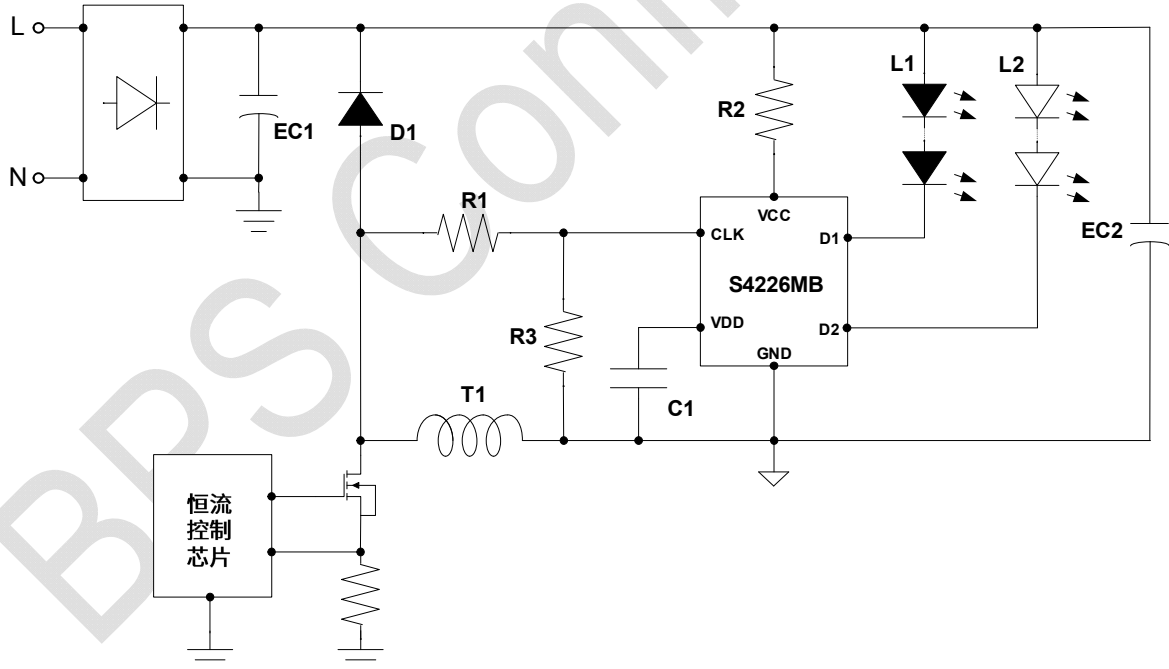 L
N
EC1
D1
R1
R2
L1
L2
EC2
VCC
CLK
D1
S4226MB
VDD
D2
GND
R3
C1
T1
恒流
控制
芯片
BPS